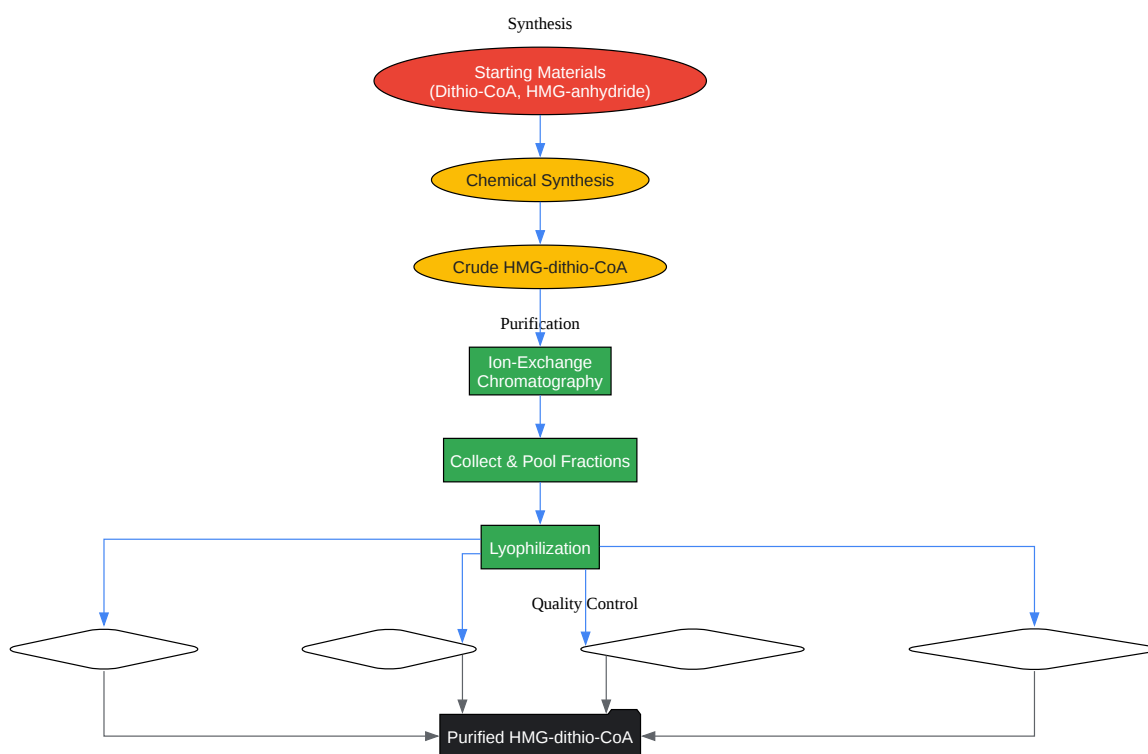 Synthesis
Starting Materials
(Dithio-CoA, HMG-anhydride)
Chemical Synthesis
Crude HMG-dithio-CoA
Purification
Ion-Exchange
Chromatography
Collect & Pool Fractions
Lyophilization
Quality Control
Purified HMG-dithio-CoA